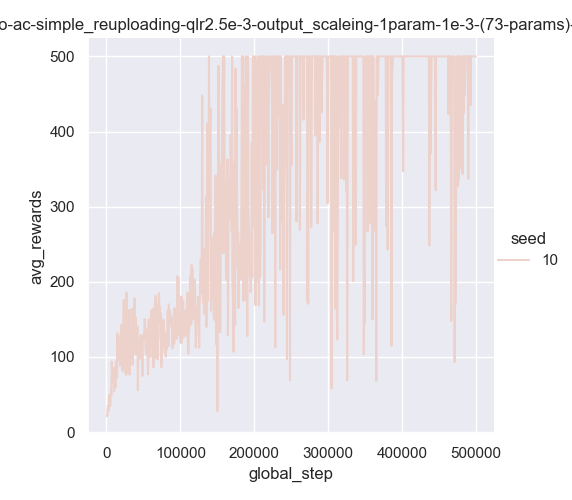 o-ac-simple_reuploading-qlr2.5e-3-output_scaleing-1param-1e-3-(73-params)-
500
400
300
200
100
0
avg_rewards
0 100000 200000 300000 400000 500000
global_step
seed
10